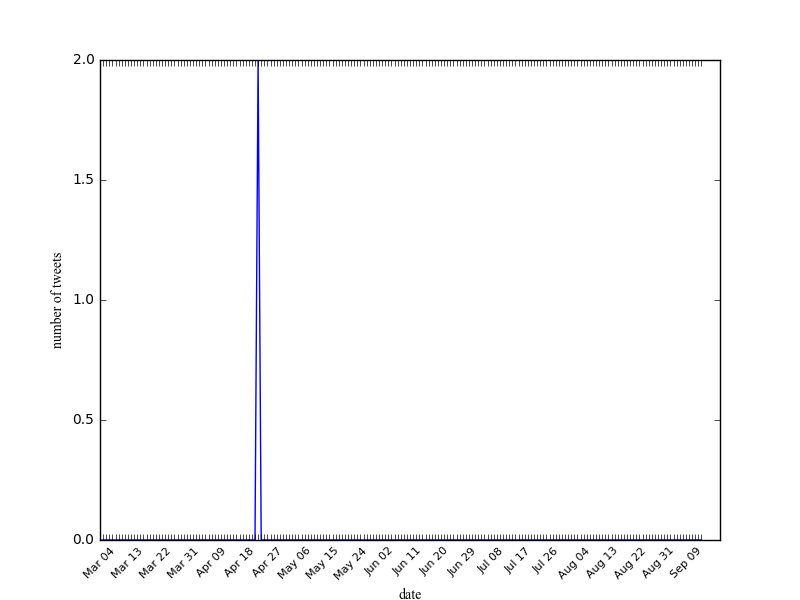 2.0
1.5
1.0
0.5
0.0
number of tweets
Mar 04
Mar 13
Mar 22
Mar 31
Apr 09
Apr 18
Apr 27
May 06
May 15
May 24
Jun 02
Jun 11
Jun 20
Jun 29
Jul 08
Jul 17
Jul 26
Aug 04
Aug 13
Aug 22
Aug 31
Sep 09
date